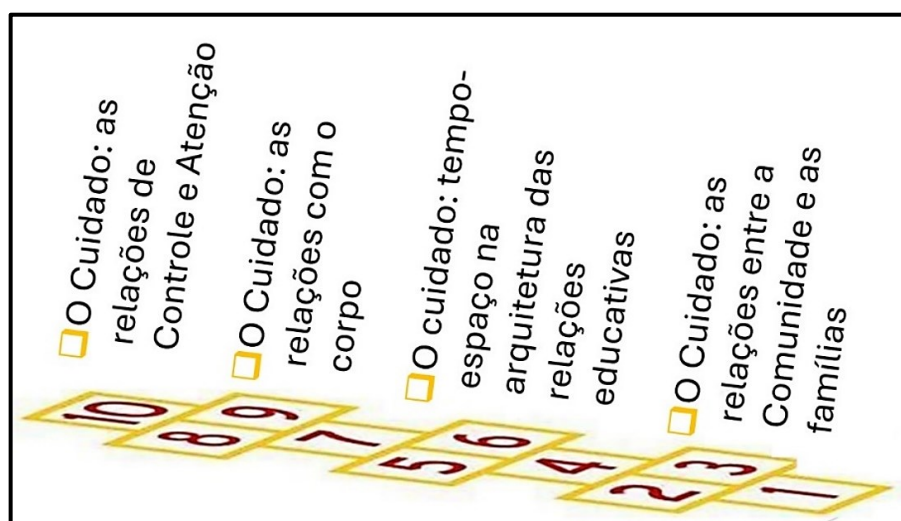 O Cuidado: as
relações de
Controle e Atenção
O Cuidado: as
relações com o
corpo
O cuidado: tempo-
espaço na
arquitetura das
relações
educativas
O Cuidado: as
relações entre a
Comunidade e as
famílias
10
9
8
7
6
5
4
3
2
1